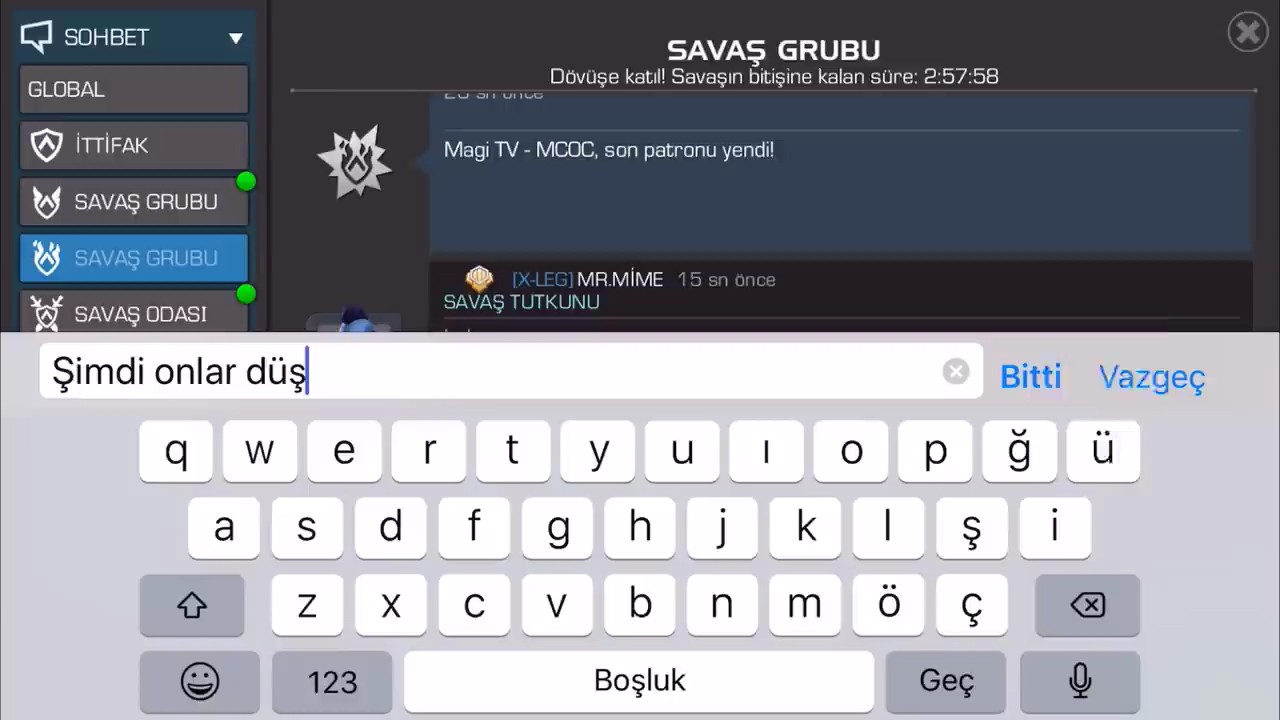 SOHBET
GLOBAL
İTTİFAK
SAVAŞ GRUBU
SAVAŞ GRUBU
SAVAŞ ODASI
SAVAŞ GRUBU
Dövüşe katıl! Savaşın bitişine kalan süre: 2:57:58
sn önce
Magi TV - MCOC, son patronu yendi!
[X-LEG] MR.MİME 15 sn önce
SAVAŞ TUTKUNU
Şimdi onlar düş
Bitti Vazgeç
q w e r t y u ı o p ğ ü
a s d f g h j k l ş i
z x c v b n m ö ç
123 Boşluk Geç